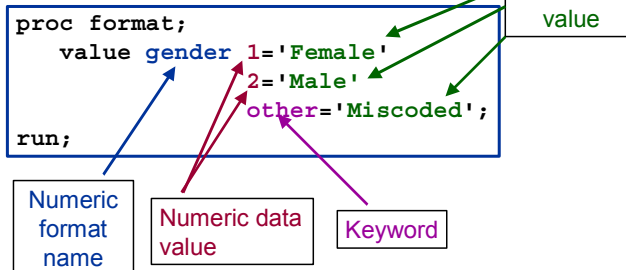 value
proc format;
value gender 1='Female'
2='Male'
other='Miscoded';
run;
Numeric
format
name
Numeric data
value
Keyword